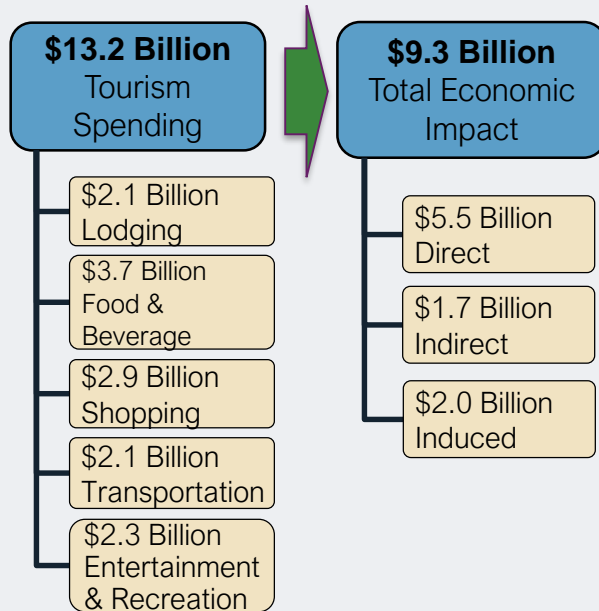 $13.2 Billion
Tourism
Spending
$2.1 Billion
Lodging
$3.7 Billion
Food &
Beverage
$2.9 Billion
Shopping
$2.1 Billion
Transportation
$2.3 Billion
Entertainment
& Recreation
$9.3 Billion
Total Economic
Impact
$5.5 Billion
Direct
$1.7 Billion
Indirect
$2.0 Billion
Induced